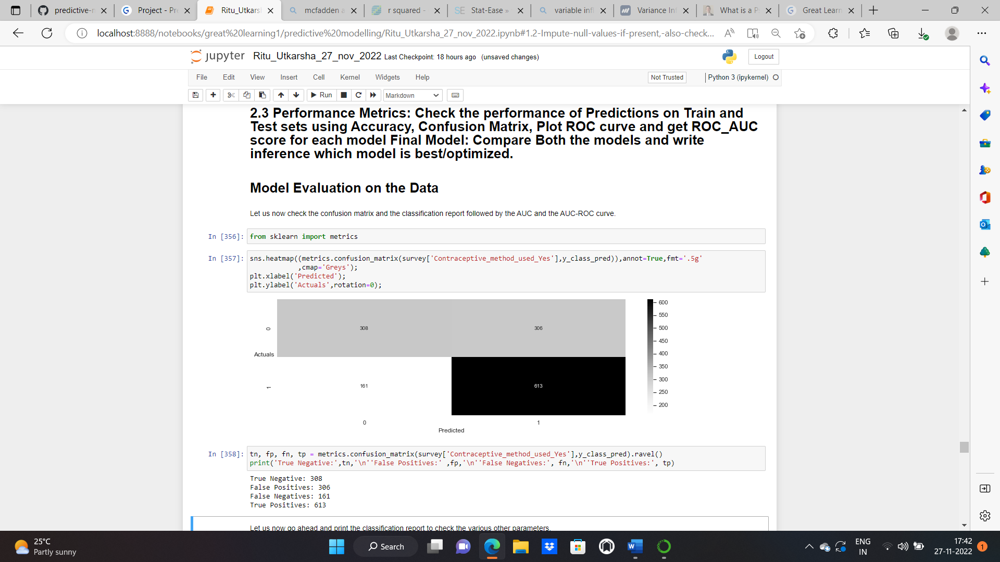 predictive-n
Project - Pre
Ritu_Utkarsh
mcfadden a
r squared -
Stat-Ease »
variable infl
Variance Inf
What is a Ps
Great Learn
localhost:8888/notebooks/great%20learning1/predictive%20modelling/Ritu_Utkarsha_27_nov_2022.ipynb#1.2-Impute-null-values-if-present,-also-check...
jupyter Ritu_Utkarsha_27_nov_2022 Last Checkpoint: 18 hours ago (unsaved changes)
Logout
File Edit View Insert Cell Kernel Widgets Help
Not Trusted
Python 3 (ipykernel)
Run
Markdown
2.3 Performance Metrics: Check the performance of Predictions on Train and
Test sets using Accuracy, Confusion Matrix, Plot ROC curve and get ROC_AUC
score for each model Final Model: Compare Both the models and write
inference which model is best/optimized.
Model Evaluation on the Data
Let us now check the confusion matrix and the classification report followed by the AUC and the AUC-ROC curve.
In [356]: from sklearn import metrics
In [357]: sns.heatmap((metrics.confusion_matrix(survey['Contraceptive_method_used_Yes'],y_class_pred)),annot=True,fmt='.5g'
,cmap='Greys');
plt.xlabel('Predicted');
plt.ylabel('Actuals',rotation=0);
0
308
306
Actuals
1
161
613
0
1
Predicted
600
550
500
450
400
350
300
250
200
In [358]: tn, fp, fn, tp = metrics.confusion_matrix(survey['Contraceptive_method_used_Yes'],y_class_pred).ravel()
print('True Negative:',tn,'\n''False Positives:' ,fp,'\n''False Negatives:', fn,'\n''True Positives:', tp)
True Negative: 308
False Positives: 306
False Negatives: 161
True Positives: 613
Let us now go ahead and print the classification report to check the various other parameters.
25°C
Partly sunny
Search
ENG
IN
17:42
27-11-2022
1